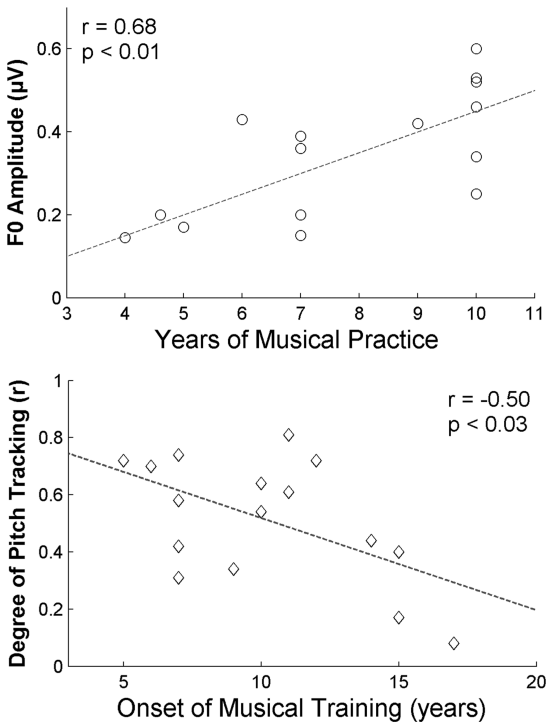 r = 0.68
p < 0.01
F0 Amplitude (µV)
0.6
0.4
0.2
0
3 4 5 6 7 8 9 10 11
Years of Musical Practice
r = -0.50
p < 0.03
Degree of Pitch Tracking (r)
1
0.8
0.6
0.4
0.2
0
5 10 15 20
Onset of Musical Training (years)